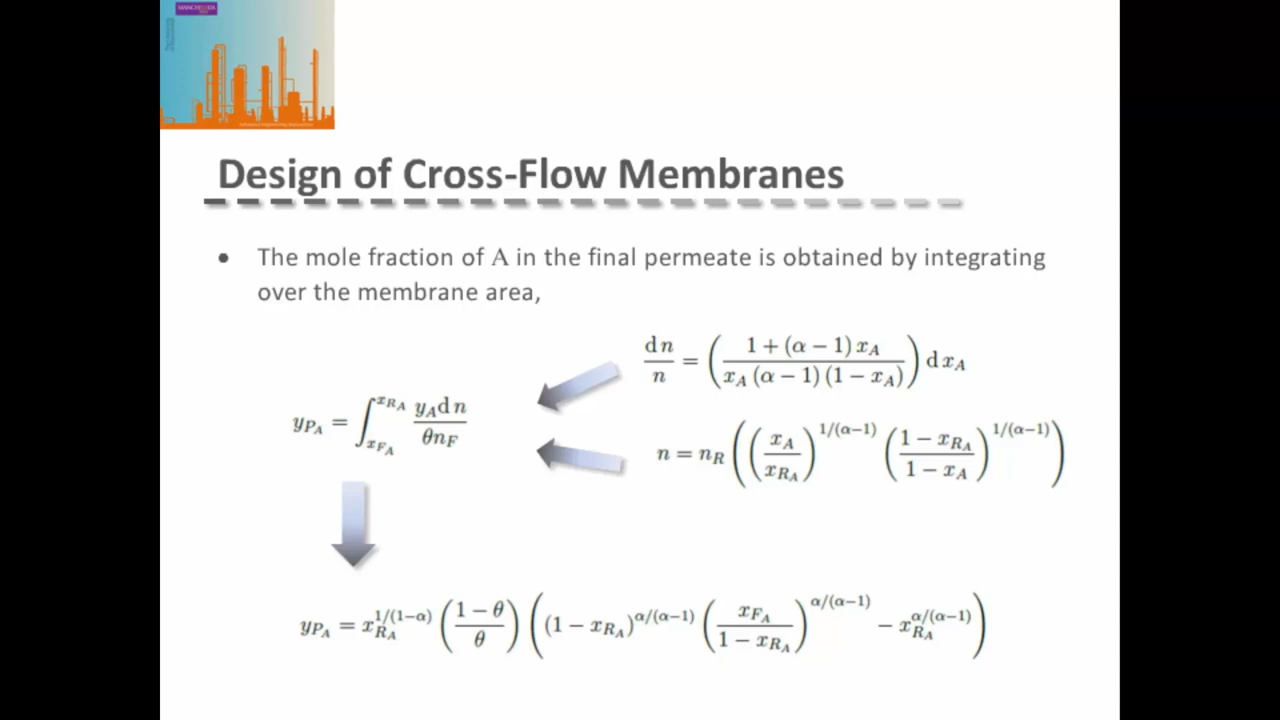 MANCHESTER
Design of Cross-Flow Membranes
• The mole fraction of A in the final permeate is obtained by integrating
over the membrane area,
dn/n = ( (1 + (α − 1) x_A) / (x_A (α − 1) (1 − x_A)) ) dx_A
y_{P_A} = ∫_{x_{F_A}}^{x_{R_A}} y_A dn / θn_F
n = n_R ( (x_A / x_{R_A})^{1/(α−1)} ((1 − x_{R_A}) / (1 − x_A))^{1/(α−1)} )
y_{P_A} = x_{R_A}^{1/(1−α)} ((1 − θ) / θ) ( (1 − x_{R_A})^{α/(α−1)} (x_{F_A} / (1 − x_{R_A}))^{α/(α−1)} − x_{R_A}^{α/(α−1)} )